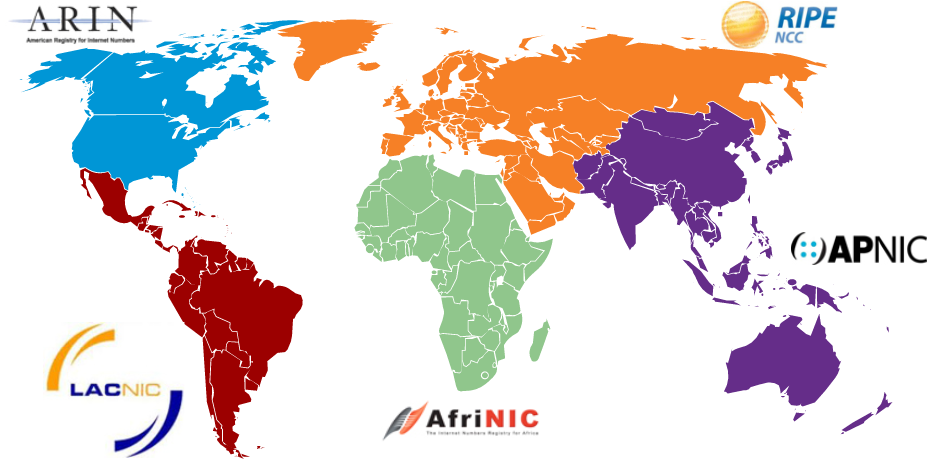 ARIN
American Registry for Internet Numbers
RIPE
NCC
APNIC
LACNIC
AfriNIC
The Internet Numbers Registry for Africa